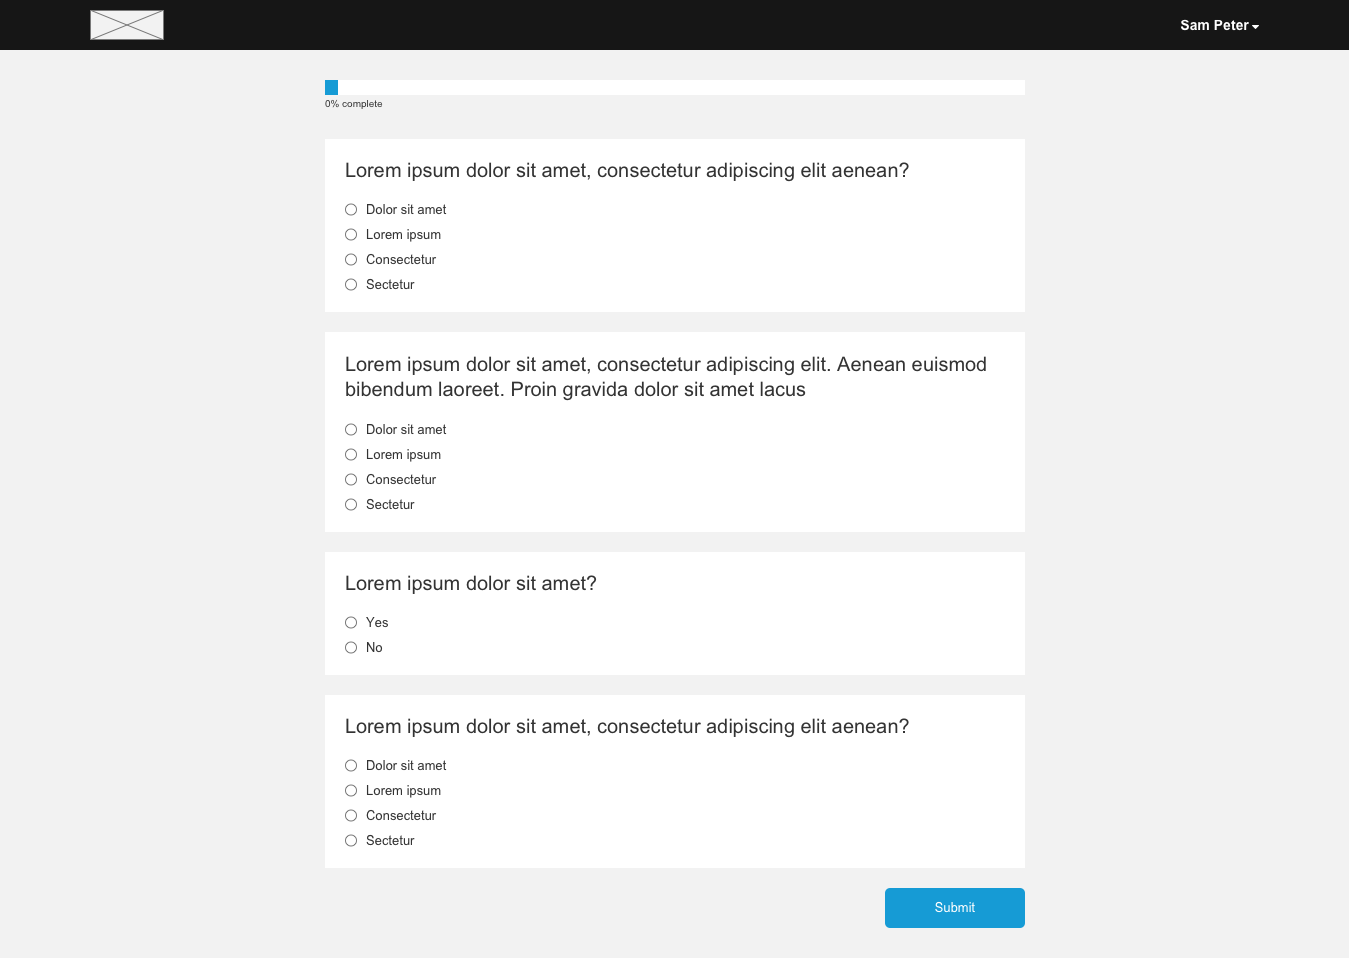 Sam Peter
0% complete
Lorem ipsum dolor sit amet, consectetur adipiscing elit aenean?
Dolor sit amet
Lorem ipsum
Consectetur
Sectetur
Lorem ipsum dolor sit amet, consectetur adipiscing elit. Aenean euismod
bibendum laoreet. Proin gravida dolor sit amet lacus
Dolor sit amet
Lorem ipsum
Consectetur
Sectetur
Lorem ipsum dolor sit amet?
Yes
No
Lorem ipsum dolor sit amet, consectetur adipiscing elit aenean?
Dolor sit amet
Lorem ipsum
Consectetur
Sectetur
Submit